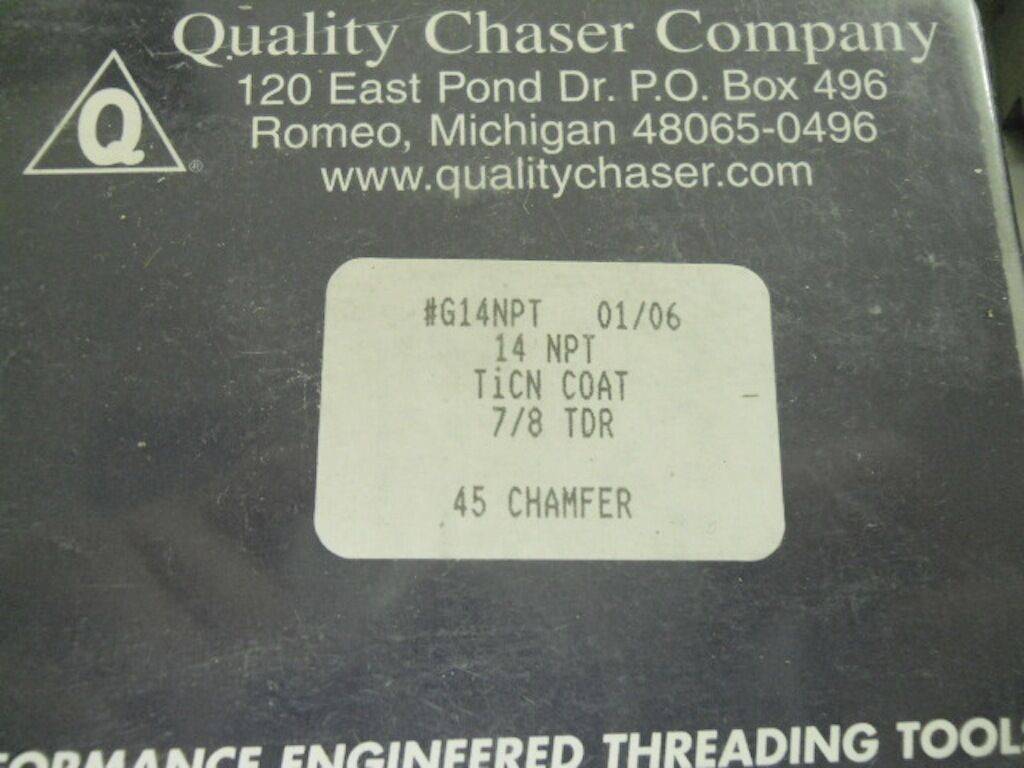 Quality Chaser Company
120 East Pond Dr. P.O. Box 496
Romeo, Michigan 48065-0496
www.qualitychaser.com
Q
®
#G14NPT 01/06
14 NPT
TiCN COAT
7/8 TDR
45 CHAMFER
ENGINEERED THREADING